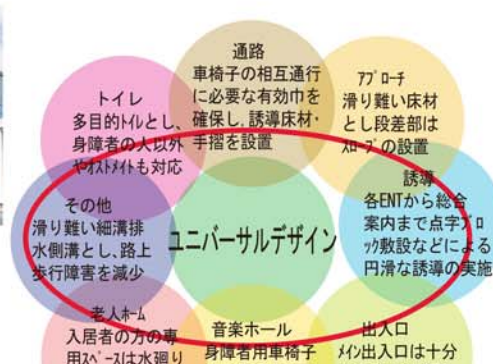 通路
車椅子の相互通行
に必要な有効巾を
確保し、誘導床材・
手摺を設置
アプローチ
滑り難い床材
とし段差部は
スロープの設置
トイレ
多目的トイレとし、
身障者の人以外
やオストメイトも対応
誘導
各ENTから総合
案内まで点字ブロ
ック敷設などによる
円滑な誘導の実施
その他
滑り難い細溝排
水側溝とし、路上
歩行障害を減少
ユニバーサルデザイン
老人ホーム
入居者の方の専
用スペースは水廻り
音楽ホール
身障者用車椅子
出入口
メイン出入口は十分